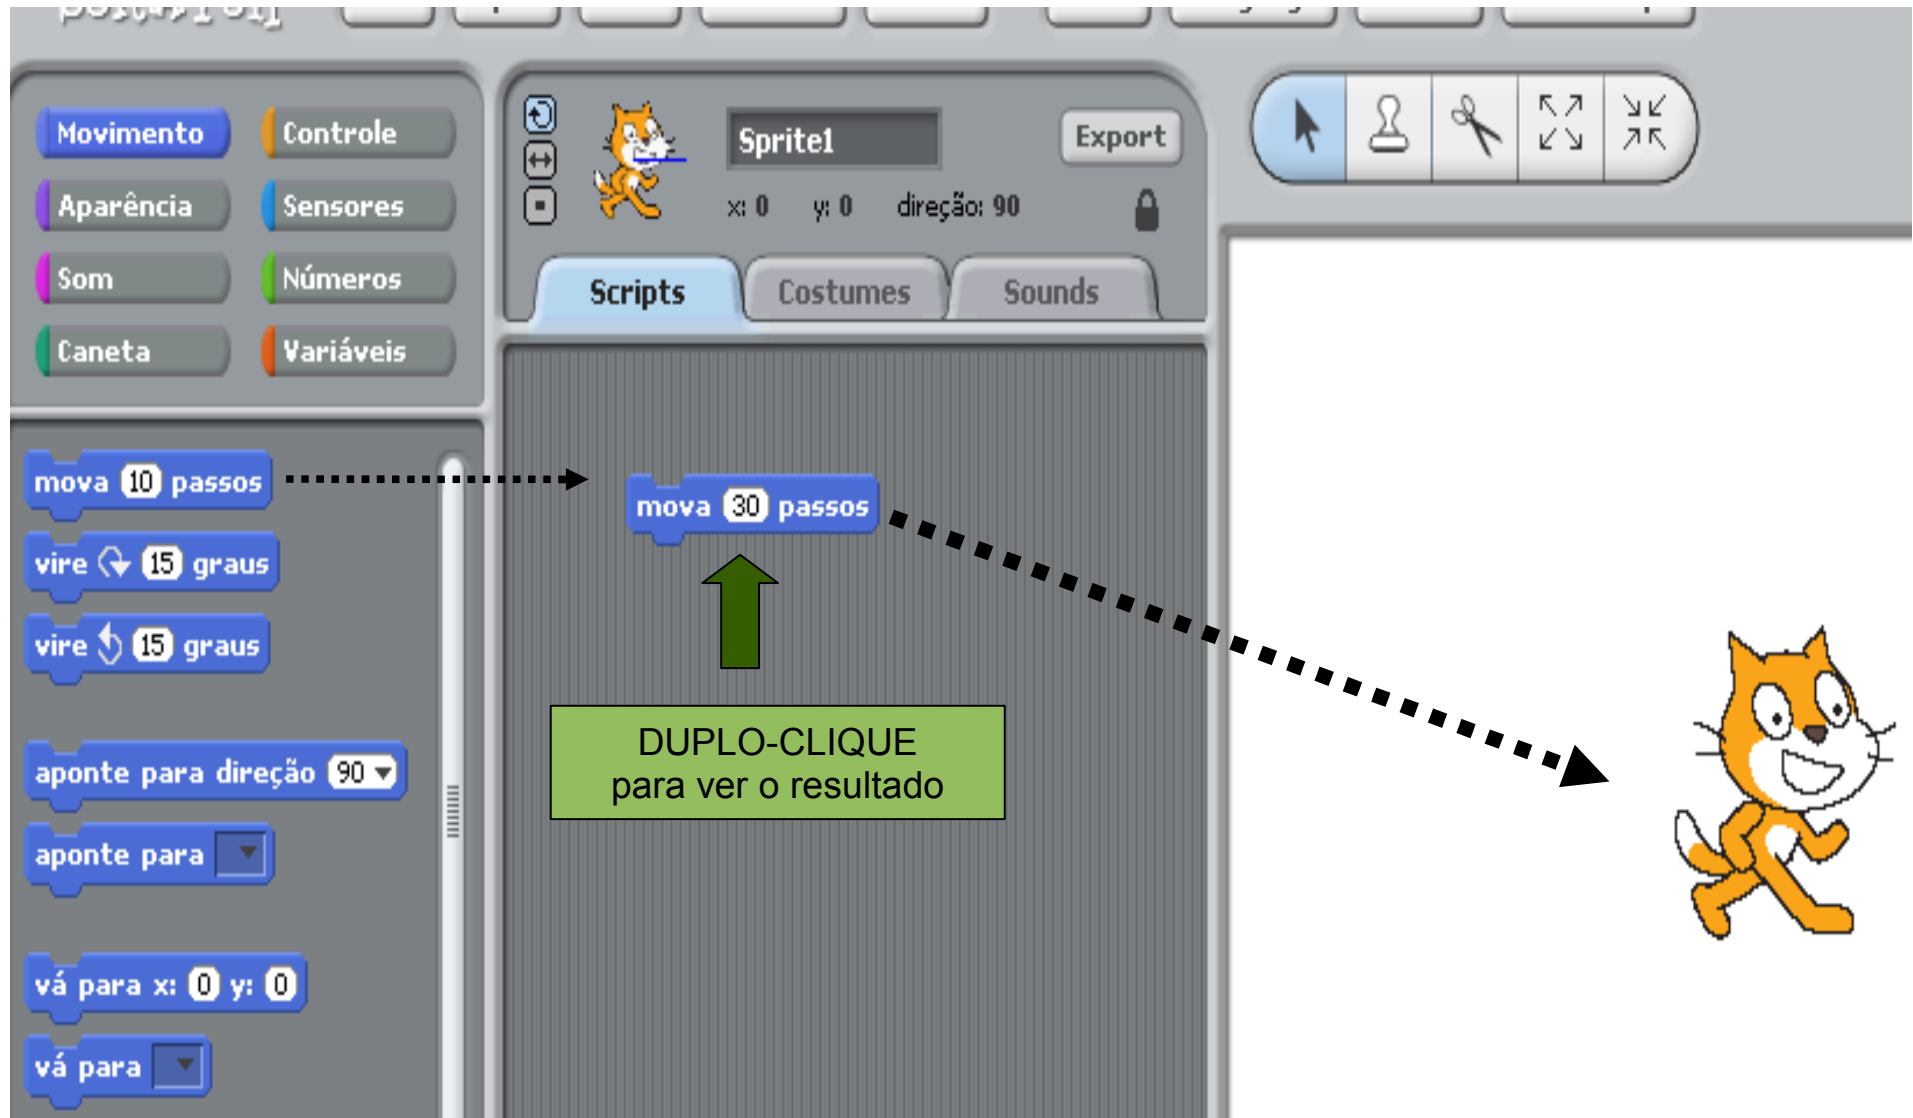 Movimento
Controle
Aparência
Sensores
Som
Números
Caneta
Variáveis
mova 10 passos
vire 15 graus
vire 15 graus
aponte para direção 90
aponte para
vá para x: 0 y: 0
vá para
Sprite1
Export
x: 0 y: 0 direção: 90
Scripts
Costumes
Sounds
mova 30 passos
DUPLO-CLIQUE
para ver o resultado